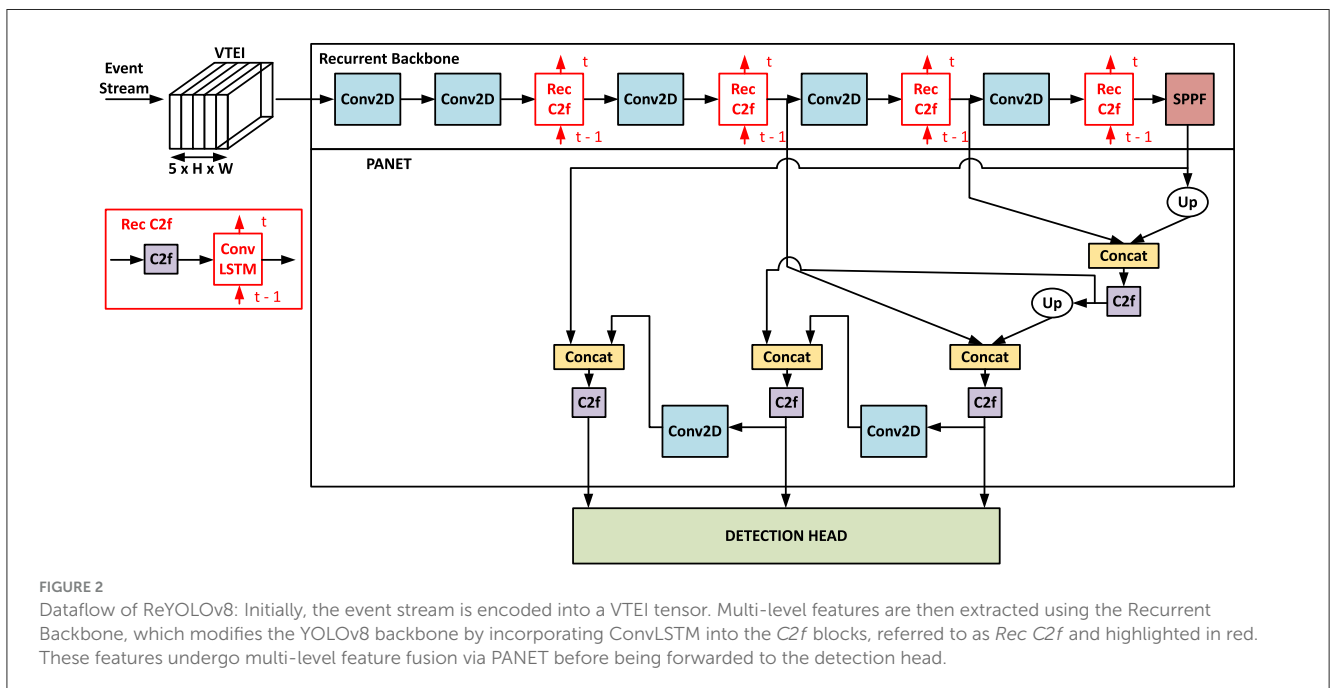 VTEI
Event
Stream
5 x H x W
Recurrent Backbone
Conv2D
Conv2D
t
Rec
C2f
t - 1
Conv2D
t
Rec
C2f
t - 1
Conv2D
t
Rec
C2f
t - 1
Conv2D
t
Rec
C2f
t - 1
SPPF
PANET
Rec C2f
t
C2f
Conv
LSTM
t - 1
Up
Concat
C2f
Up
Concat
Concat
Concat
C2f
C2f
C2f
Conv2D
Conv2D
DETECTION HEAD
FIGURE 2
Dataflow of ReYOLOv8: Initially, the event stream is encoded into a VTEI tensor. Multi-level features are then extracted using the Recurrent
Backbone, which modifies the YOLOv8 backbone by incorporating ConvLSTM into the C2f blocks, referred to as Rec C2f and highlighted in red.
These features undergo multi-level feature fusion via PANET before being forwarded to the detection head.